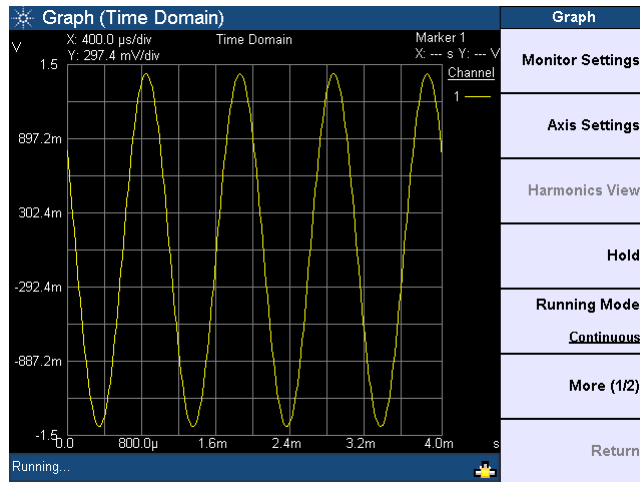 Graph (Time Domain)
Graph
V
X: 400.0 µs/div
Time Domain
Marker 1
Y: 297.4 mV/div
X: --- s Y: --- V
1.5
Channel
1
897.2m
302.4m
-292.4m
-887.2m
-1.5
0.0
800.0µ
1.6m
2.4m
3.2m
4.0m
s
Running...
Monitor Settings
Axis Settings
Harmonics View
Hold
Running Mode
Continuous
More (1/2)
Return